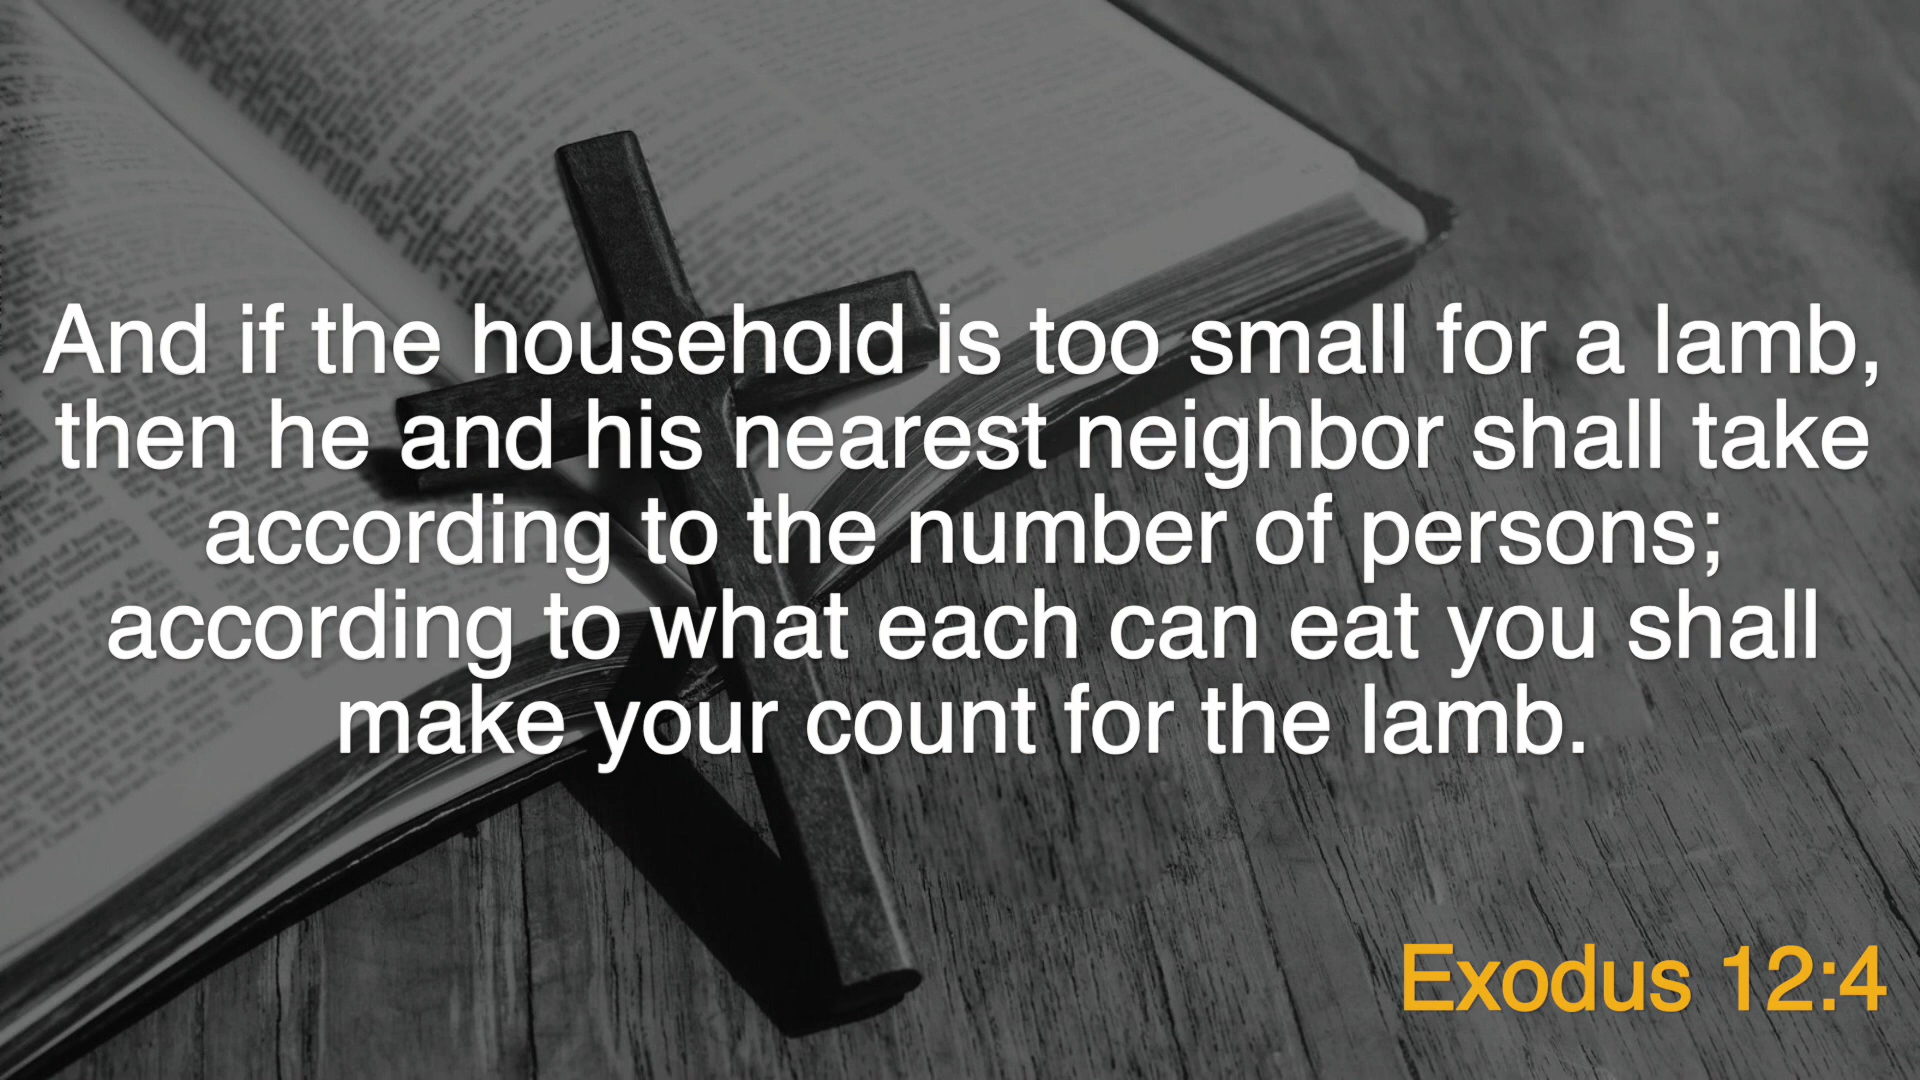 And if the household is too small for a lamb,
then he and his nearest neighbor shall take
according to the number of persons;
according to what each can eat you shall
make your count for the lamb.
Exodus 12:4